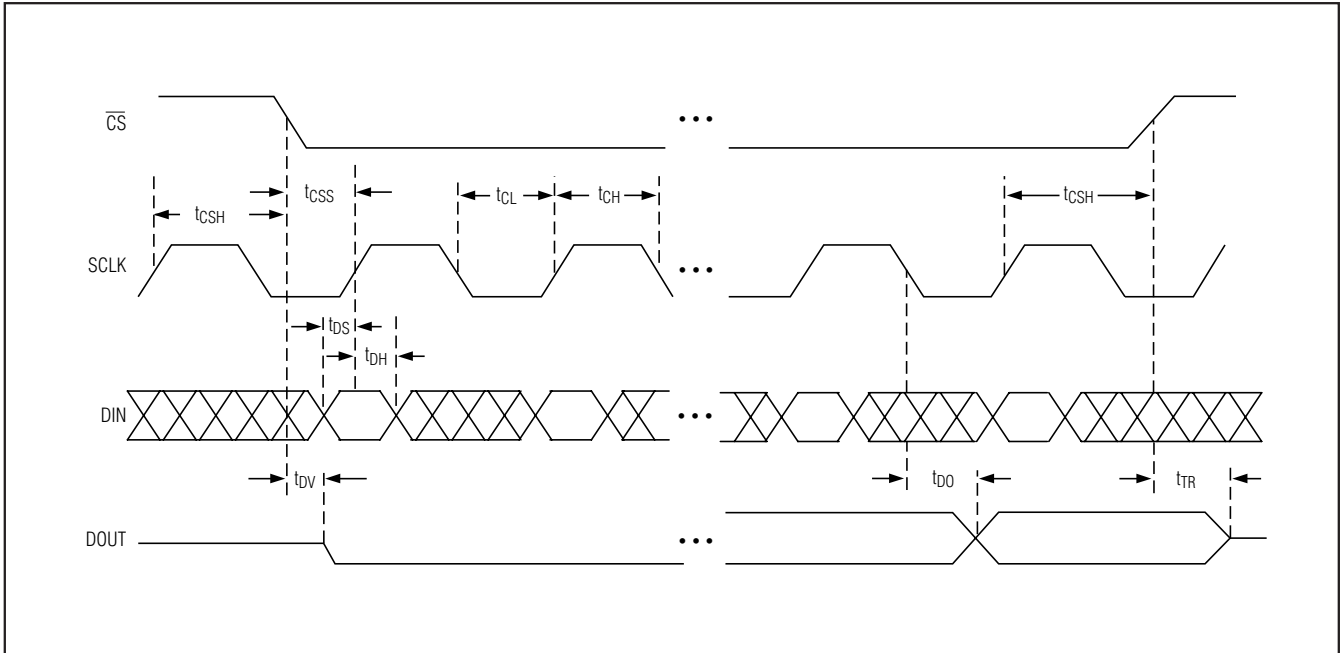 CS
•••
tCSS
tCL
tCH
tCSH
tCSH
SCLK
•••
tDS
tDH
DIN
•••
tDV
tDO
tTR
DOUT
•••